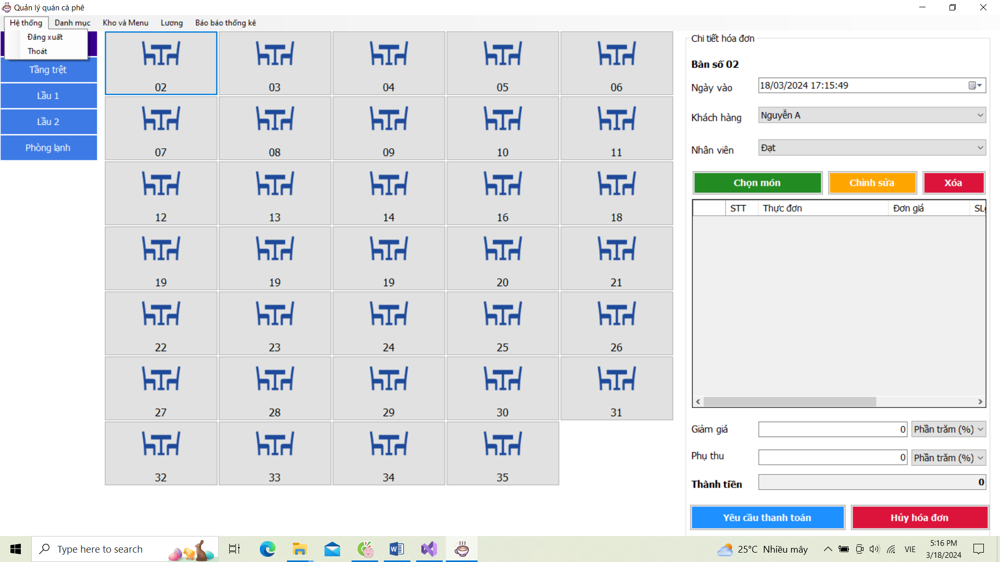 Quản lý quán cà phê
Hệ thống Danh mục Kho và Menu Lương Báo báo thống kê
Đăng xuất
Thoát
Tầng trệt
Lầu 1
Lầu 2
Phòng lạnh
02 03 04 05 06
07 08 09 10 11
12 13 14 16 18
19 19 19 20 21
22 23 24 25 26
27 28 29 30 31
32 33 34 35
Chi tiết hóa đơn
Bàn số 02
Ngày vào 18/03/2024 17:15:49
Khách hàng Nguyễn A
Nhân viên Đạt
Chọn món Chỉnh sửa Xóa
STT Thực đơn Đơn giá
Giảm giá 0 Phần trăm (%)
Phụ thu 0 Phần trăm (%)
Thành tiền 0
Yêu cầu thanh toán Hủy hóa đơn
Type here to search
25°C Nhiều mây VIE
5:16 PM
3/18/2024